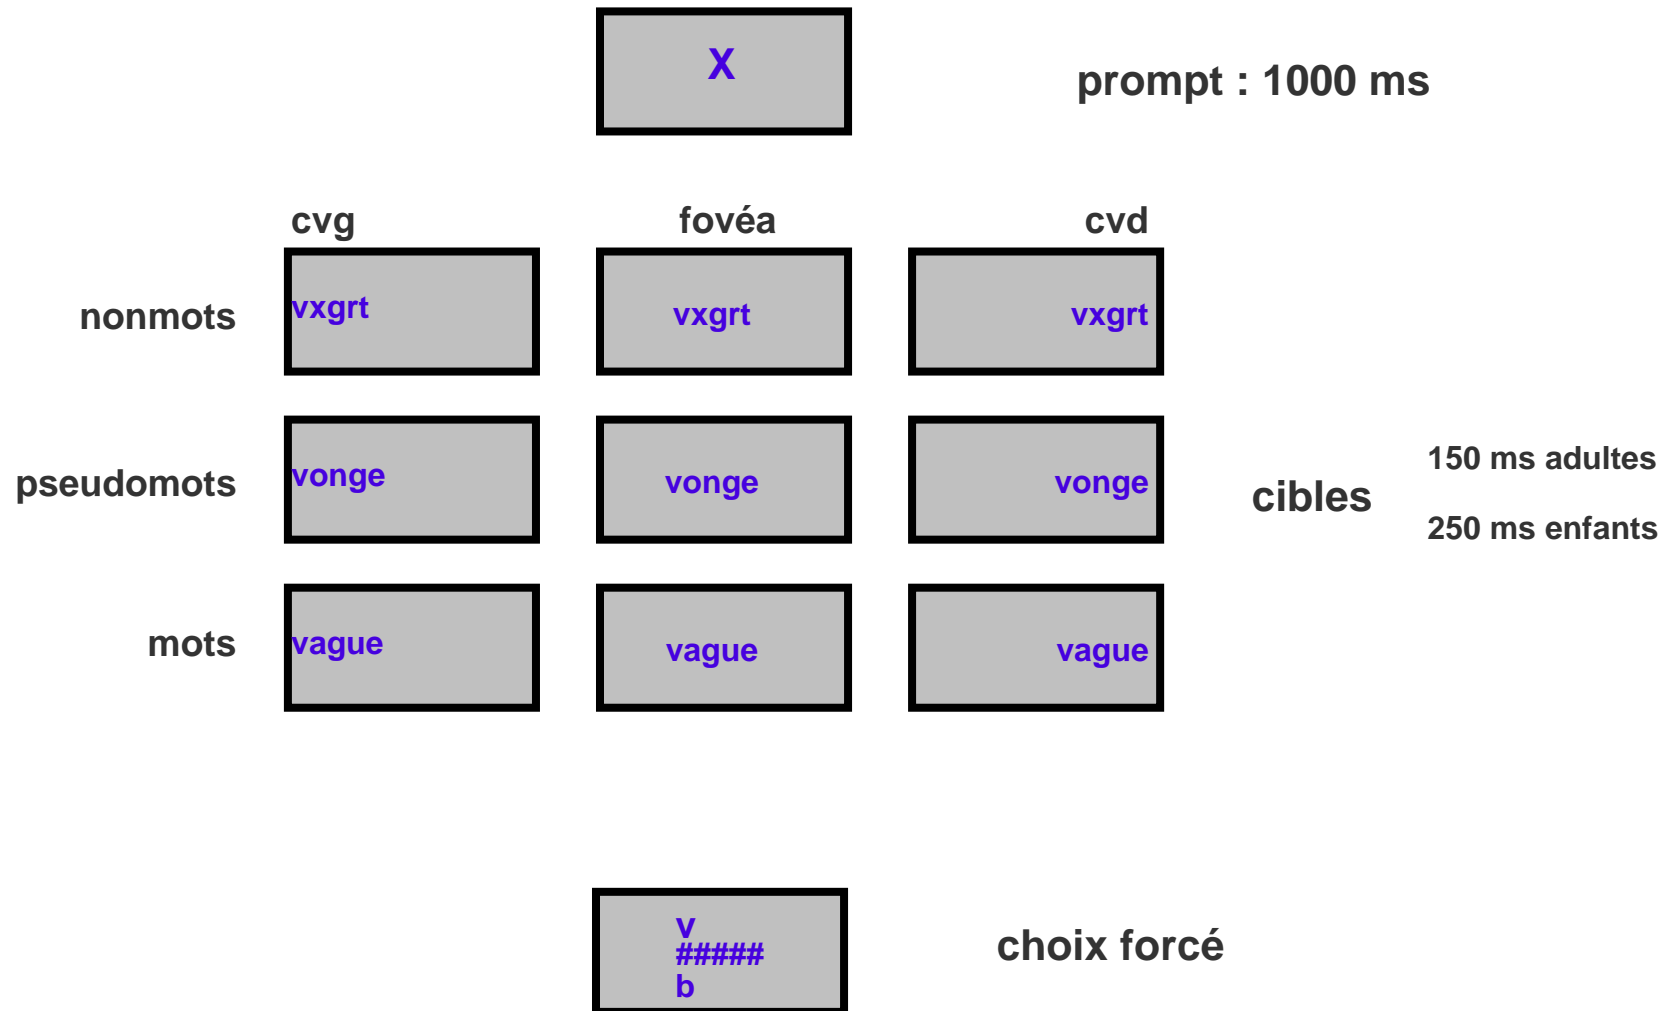 X
prompt : 1000 ms
cvg fovéa cvd
nonmots vxgrt vxgrt vxgrt
pseudomots vonge vonge vonge
cibles
150 ms adultes
250 ms enfants
mots vague vague vague
v
#####
b
choix forcé